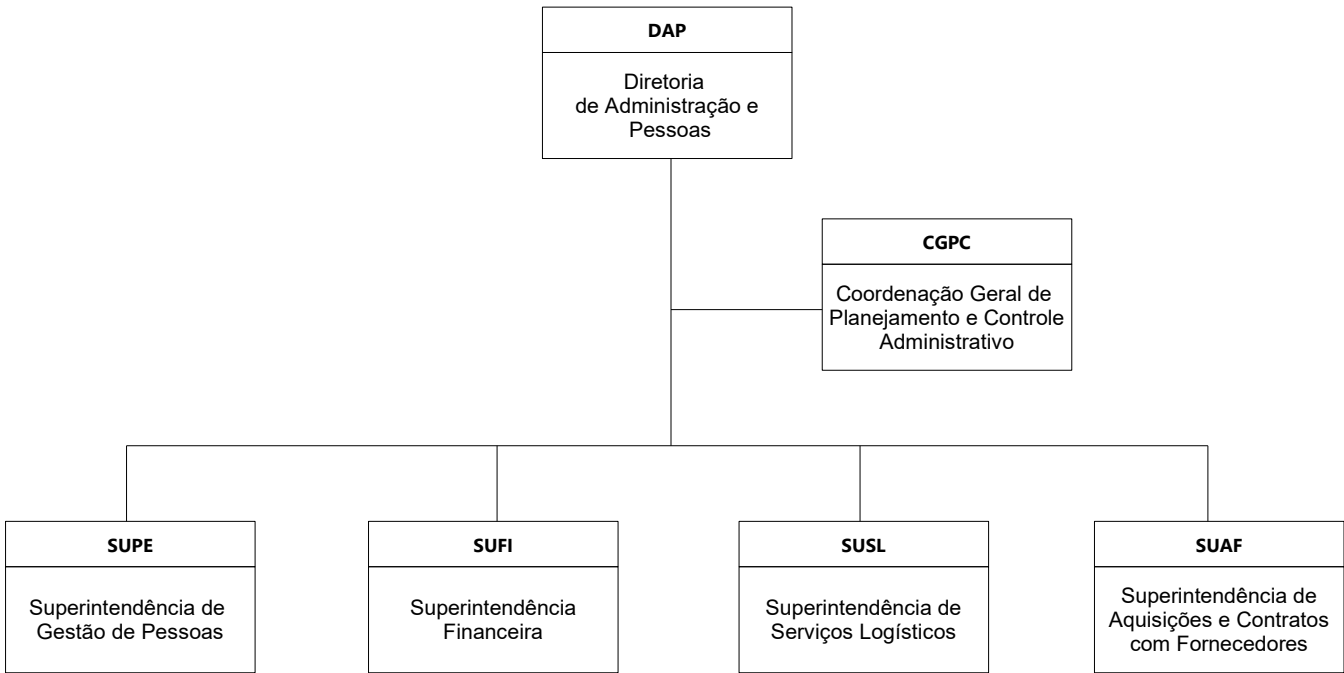 DAP
Diretoria
de Administração e
Pessoas
CGPC
Coordenação Geral de
Planejamento e Controle
Administrativo
SUPE
Superintendência de
Gestão de Pessoas
SUFI
Superintendência
Financeira
SUSL
Superintendência de
Serviços Logísticos
SUAF
Superintendência de
Aquisições e Contratos
com Fornecedores